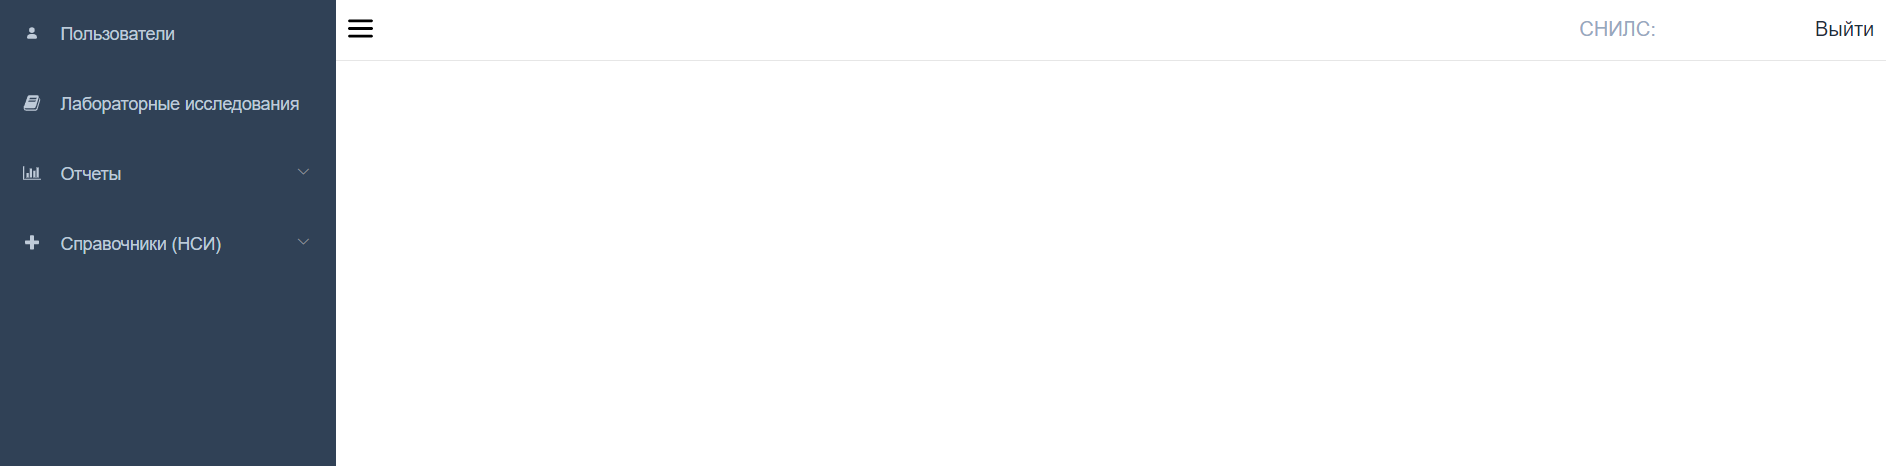 Пользователи
Лабораторные исследования
Отчеты
Справочники (НСИ)
СНИЛС:
Выйти